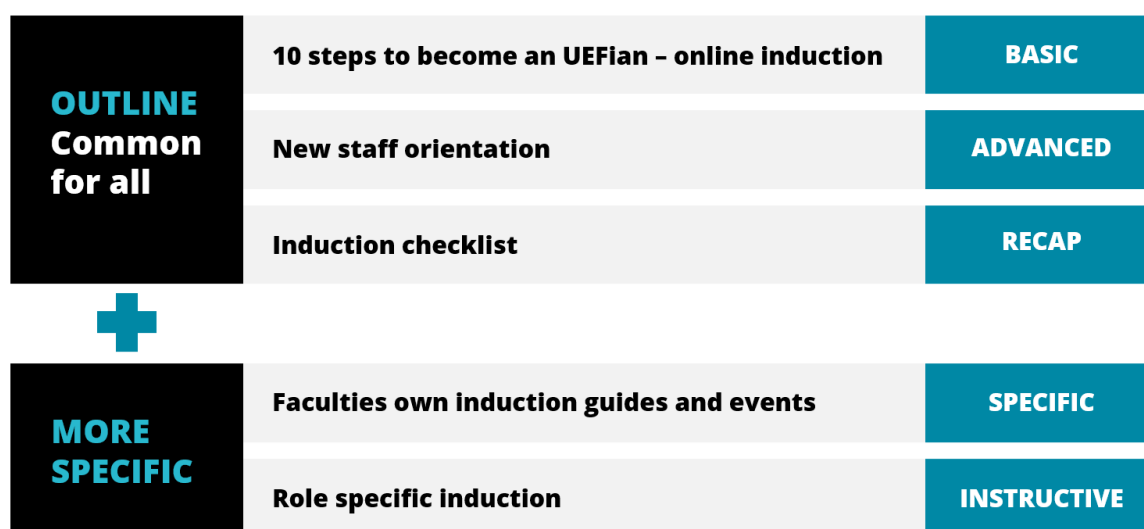 OUTLINE
Common
for all
10 steps to become an UEFian – online induction
BASIC
New staff orientation
ADVANCED
Induction checklist
RECAP
MORE
SPECIFIC
Faculties own induction guides and events
SPECIFIC
Role specific induction
INSTRUCTIVE